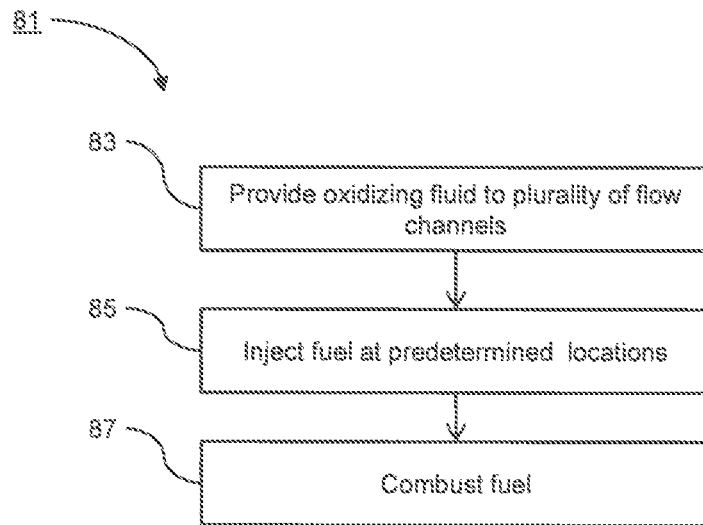 81
83
Provide oxidizing fluid to plurality of flow
channels
85
Inject fuel at predetermined locations
87
Combust fuel